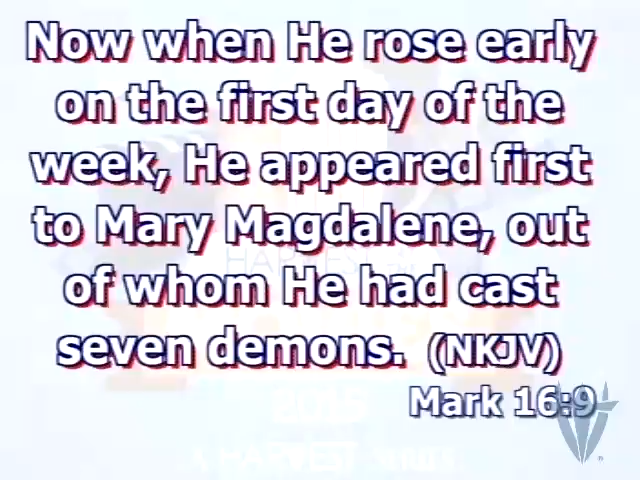 Now when He rose early
on the first day of the
week, He appeared first
to Mary Magdalene, out
of whom He had cast
seven demons. (NKJV)
Mark 16:9
HARVEST